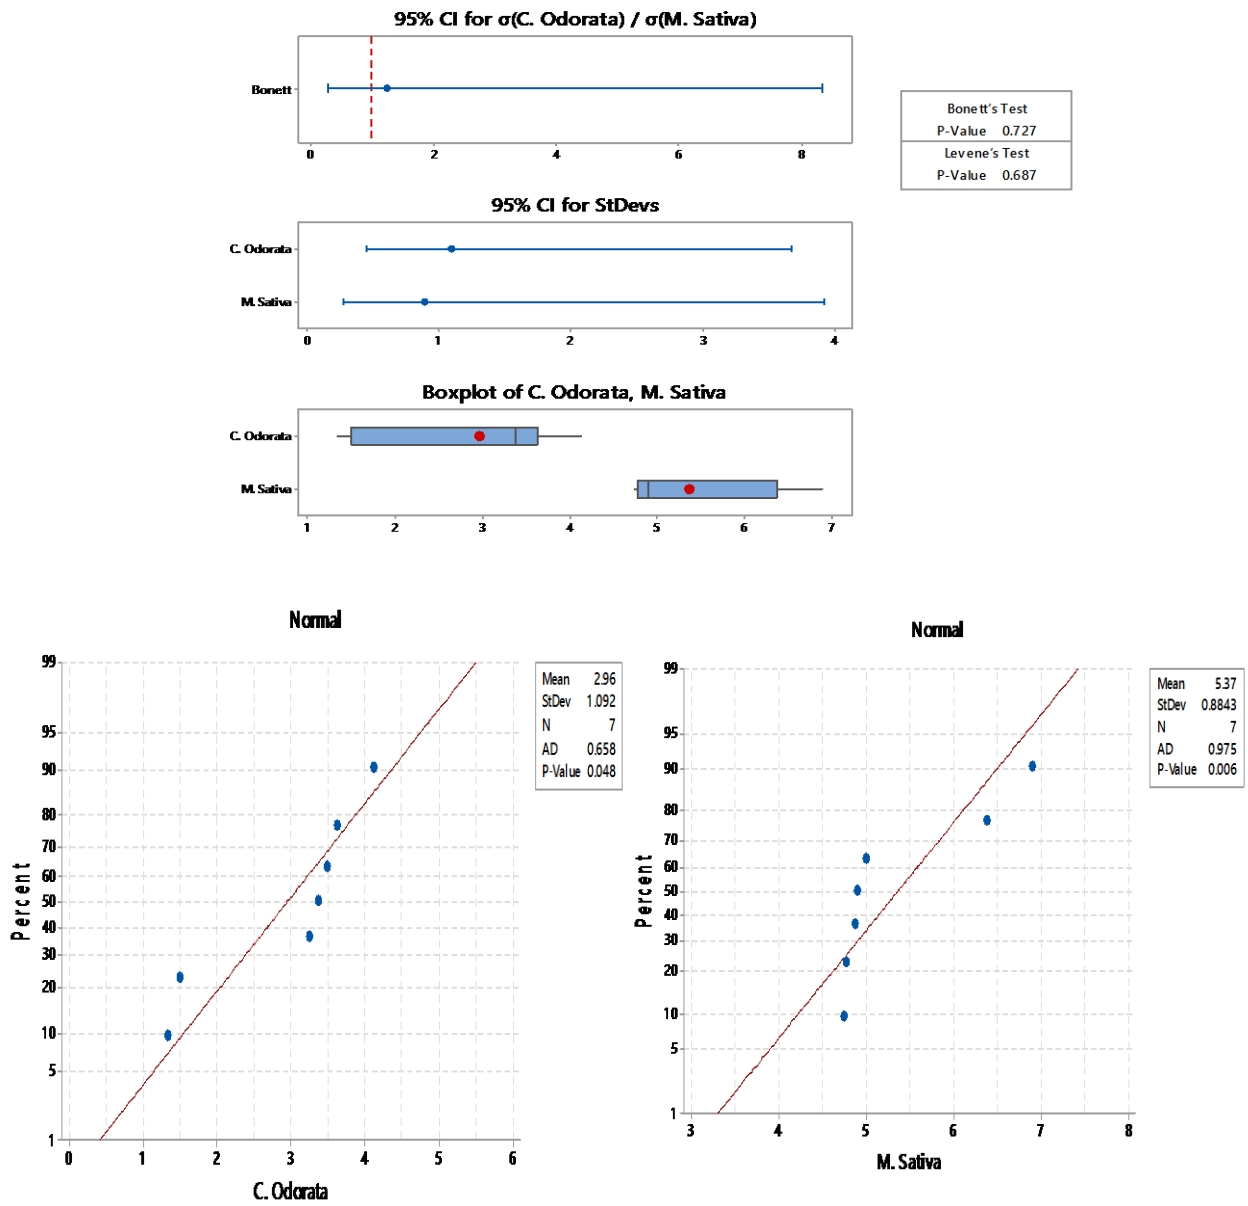 95% CI for σ(C. Odorata) / σ(M. Sativa)
Bonett
0 2 4 6 8
Bonett's Test
P-Value 0.727
Levene's Test
P-Value 0.687
95% CI for StDevs
C. Odorata
M. Sativa
0 1 2 3 4
Boxplot of C. Odorata, M. Sativa
C. Odorata
M. Sativa
1 2 3 4 5 6 7
Normal
99
95
90
80
70
60
50
40
30
20
10
5
1
Percent
0 1 2 3 4 5 6
C. Odorata
Mean 2.96
StDev 1.092
N 7
AD 0.658
P-Value 0.048
Normal
99
95
90
80
70
60
50
40
30
20
10
5
1
Percent
3 4 5 6 7 8
M. Sativa
Mean 5.37
StDev 0.8843
N 7
AD 0.975
P-Value 0.006